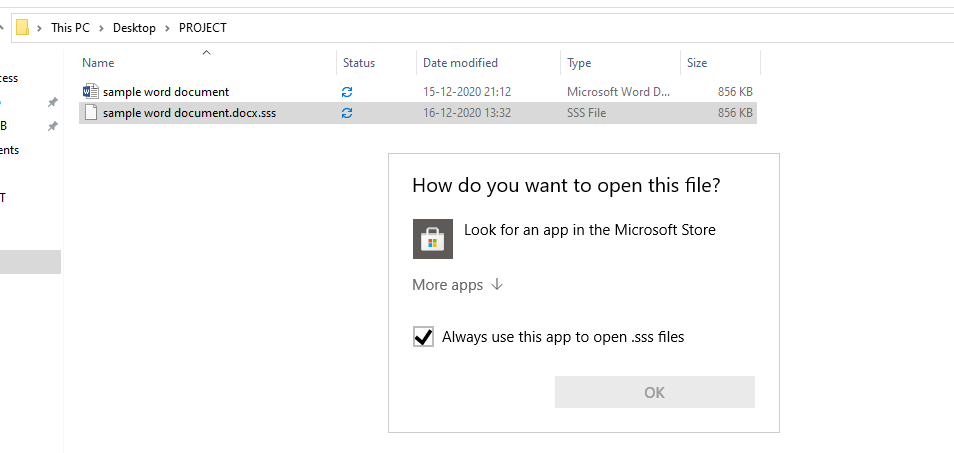 This PC > Desktop > PROJECT
Name Status Date modified Type Size
cess
sample word document 15-12-2020 21:12 Microsoft Word D... 856 KB
sample word document.docx.sss 16-12-2020 13:32 SSS File 856 KB
B
ents
T
How do you want to open this file?
Look for an app in the Microsoft Store
More apps
Always use this app to open .sss files
OK